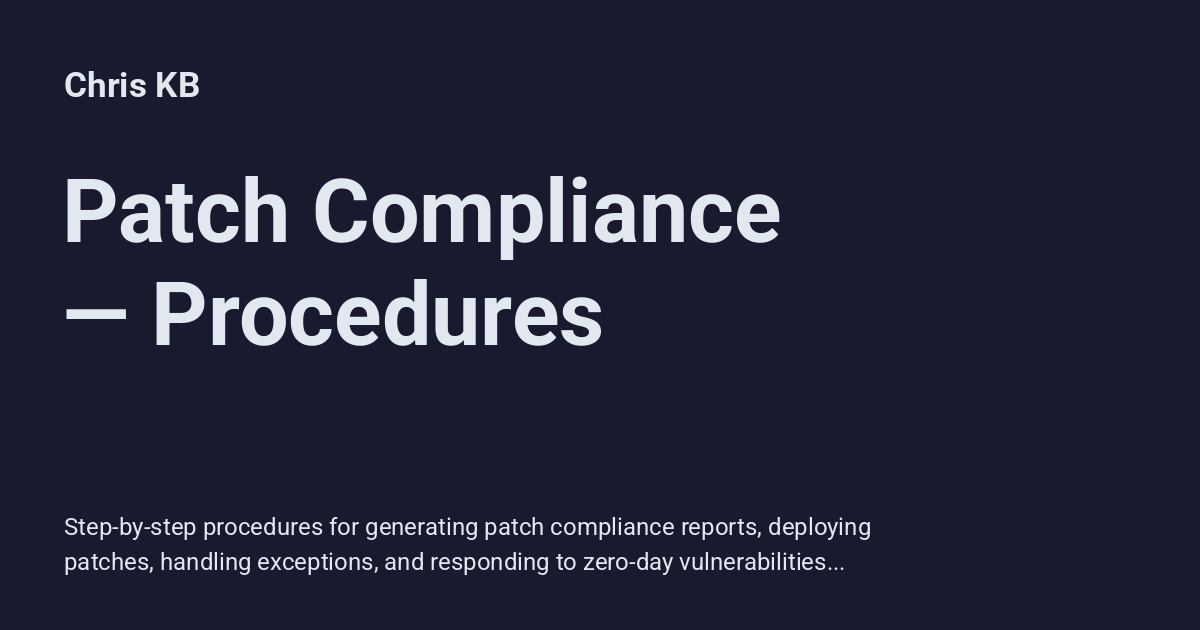 Chris KB
Patch Compliance
— Procedures
Step-by-step procedures for generating patch compliance reports, deploying
patches, handling exceptions, and responding to zero-day vulnerabilities...